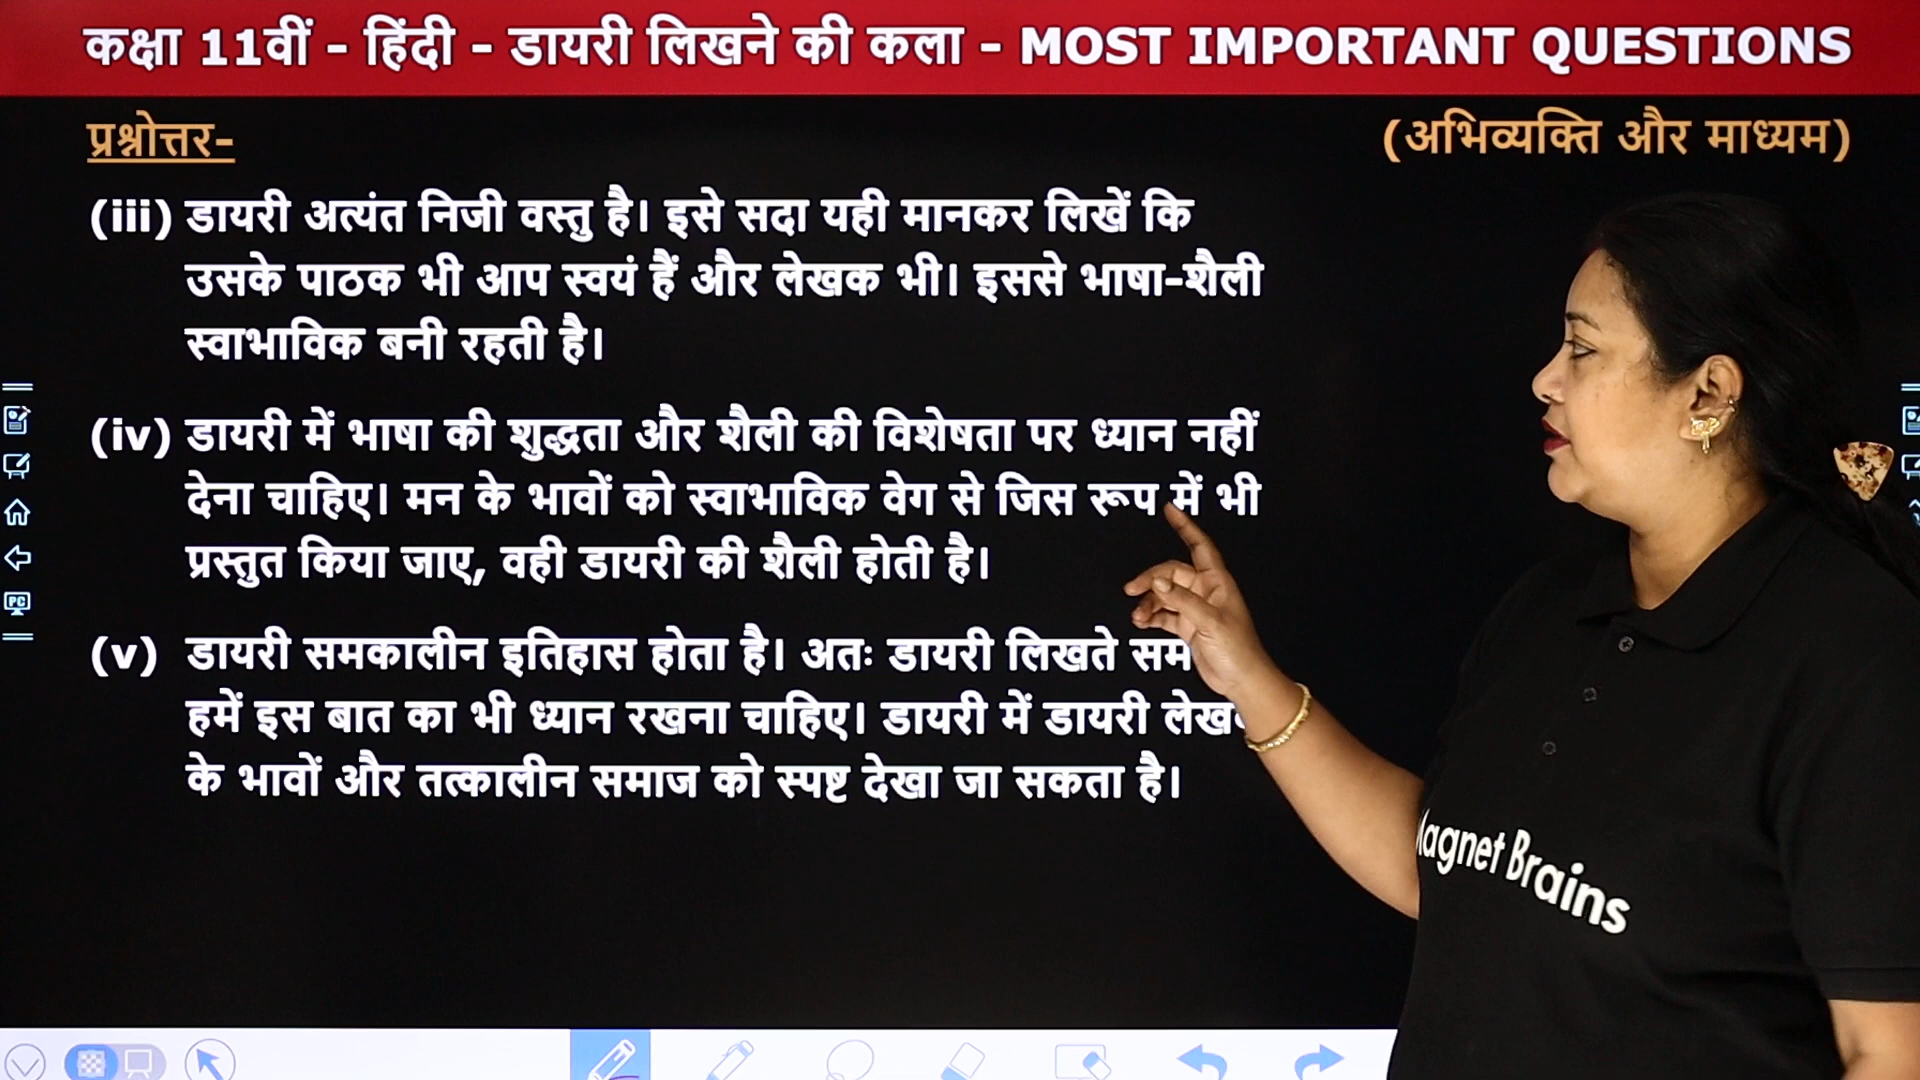 कक्षा 11वीं - हिंदी - डायरी लिखने की कला - MOST IMPORTANT QUESTIONS
प्रश्नोत्तर-
(अभिव्यक्ति और माध्यम)
(iii) डायरी अत्यंत निजी वस्तु है। इसे सदा यही मानकर लिखें कि
उसके पाठक भी आप स्वयं हैं और लेखक भी। इससे भाषा-शैली
स्वाभाविक बनी रहती है।
(iv) डायरी में भाषा की शुद्धता और शैली की विशेषता पर ध्यान नहीं
देना चाहिए। मन के भावों को स्वाभाविक वेग से जिस रूप में भी
प्रस्तुत किया जाए, वही डायरी की शैली होती है।
(v) डायरी समकालीन इतिहास होता है। अतः डायरी लिखते
हमें इस बात का भी ध्यान रखना चाहिए। डायरी में डायरी
के भावों और तत्कालीन समाज को स्पष्ट देखा जा सकता है।
PC
Magnet Brains